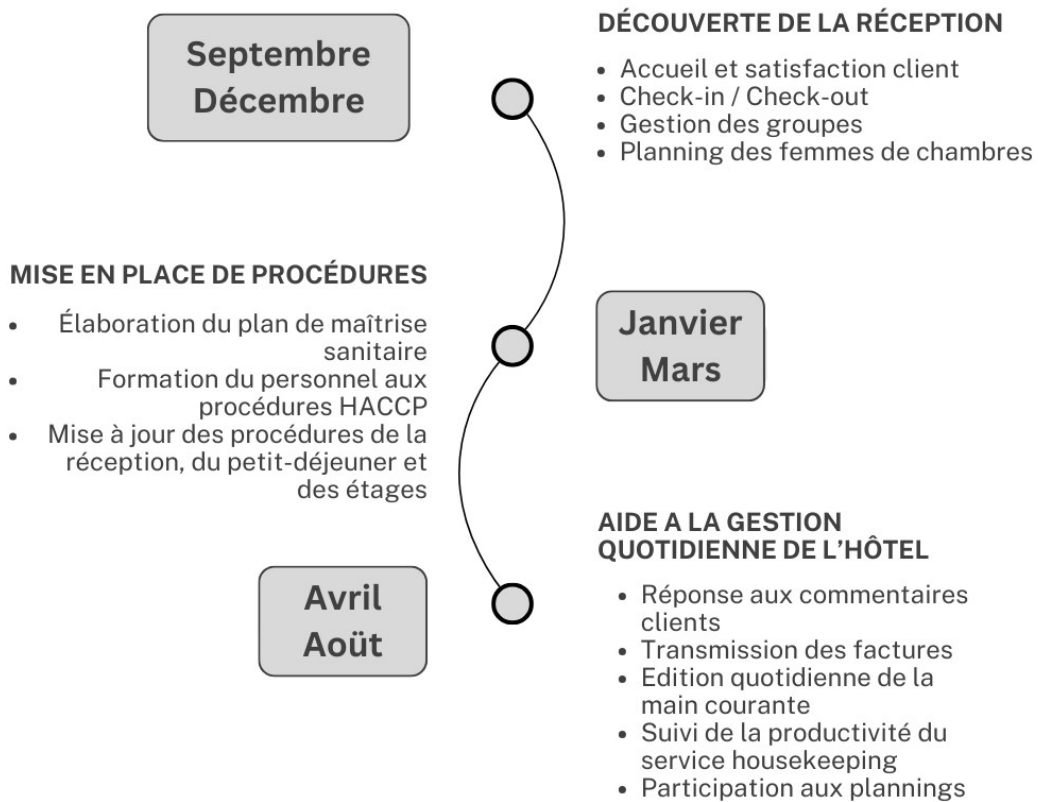 Septembre
Décembre
DÉCOUVERTE DE LA RÉCEPTION
• Accueil et satisfaction client
• Check-in / Check-out
• Gestion des groupes
• Planning des femmes de chambres
MISE EN PLACE DE PROCÉDURES
• Élaboration du plan de maîtrise
sanitaire
• Formation du personnel aux
procédures HACCP
• Mise à jour des procédures de la
réception, du petit-déjeuner et
des étages
Janvier
Mars
Avril
Aoüt
AIDE A LA GESTION
QUOTIDIENNE DE L’HÔTEL
• Réponse aux commentaires
clients
• Transmission des factures
• Edition quotidienne de la
main courante
• Suivi de la productivité du
service housekeeping
• Participation aux plannings